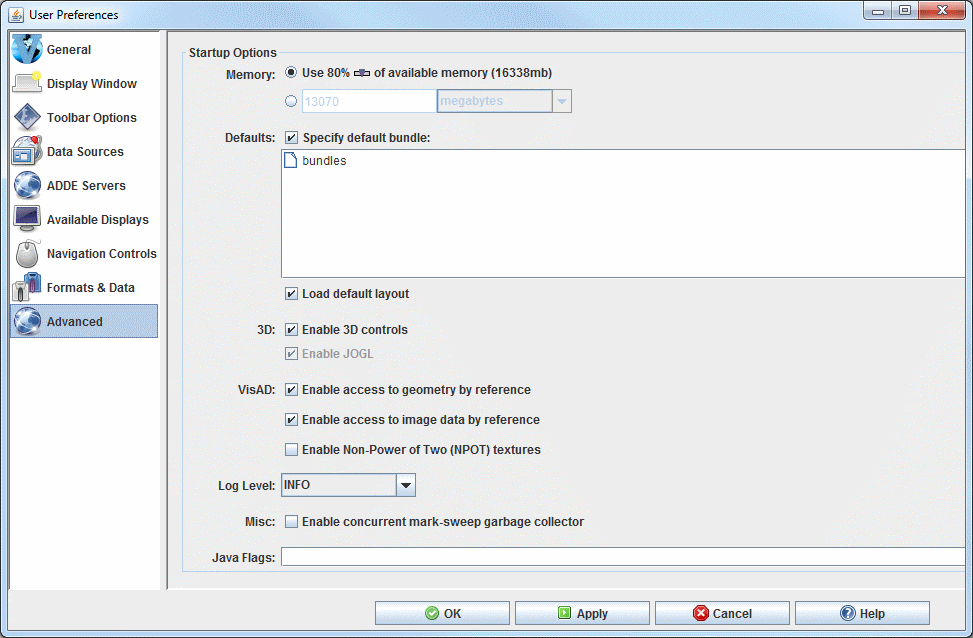 User Preferences
General
Display Window
Toolbar Options
Data Sources
ADDE Servers
Available Displays
Navigation Controls
Formats & Data
Advanced
Startup Options
Memory: Use 80% of available memory (16338mb)
13070 megabytes
Defaults: Specify default bundle:
bundles
Load default layout
3D: Enable 3D controls
Enable JOGL
VisAD: Enable access to geometry by reference
Enable access to image data by reference
Enable Non-Power of Two (NPOT) textures
Log Level: INFO
Misc: Enable concurrent mark-sweep garbage collector
Java Flags:
OK Apply Cancel Help